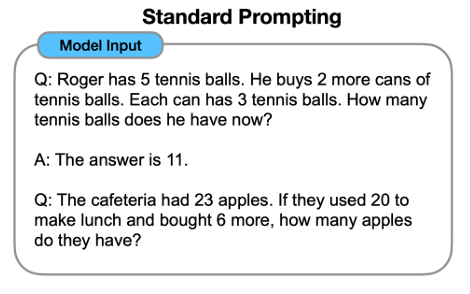 Standard Prompting
Model Input
Q: Roger has 5 tennis balls. He buys 2 more cans of
tennis balls. Each can has 3 tennis balls. How many
tennis balls does he have now?
A: The answer is 11.
Q: The cafeteria had 23 apples. If they used 20 to
make lunch and bought 6 more, how many apples
do they have?